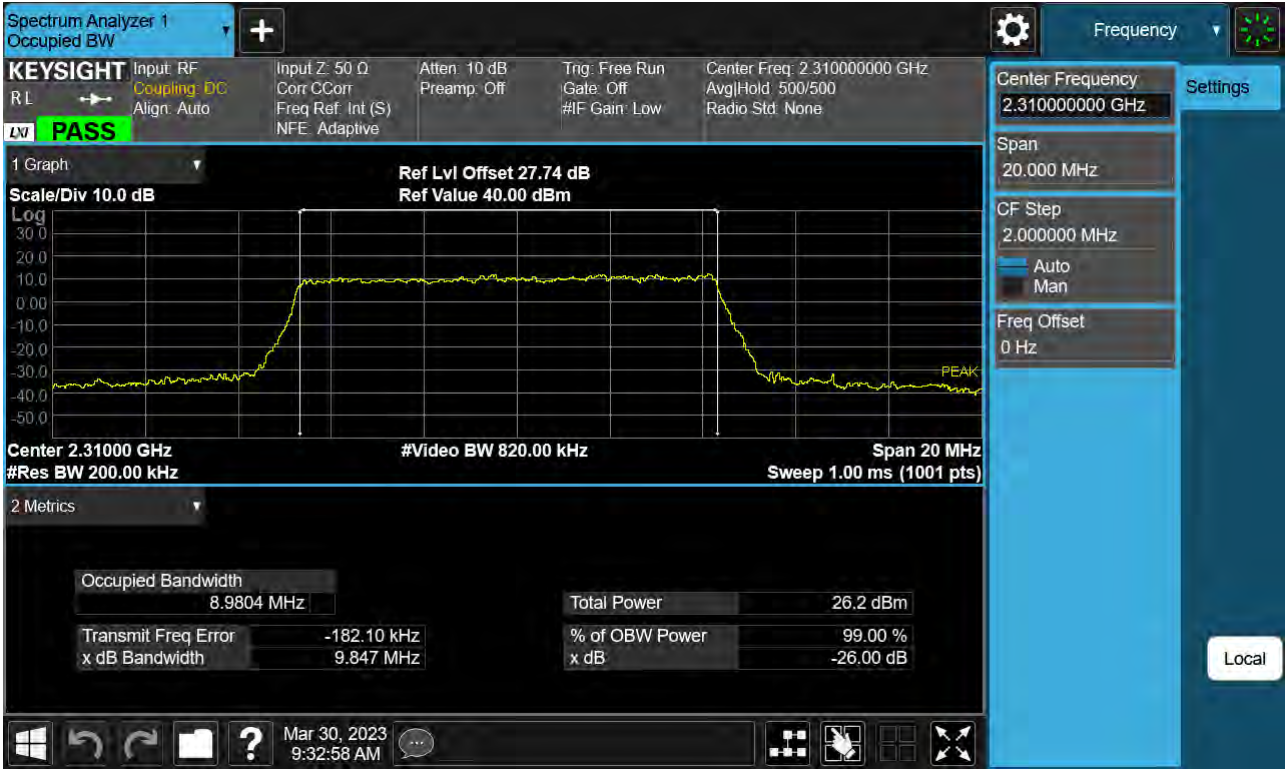 Spectrum Analyzer 1
Occupied BW
+
Frequency
KEYSIGHT
R L
LXI
PASS
Input: RF
Coupling: DC
Align: Auto
Input Z: 50 Ω
Corr CCorr
Freq Ref: Int (S)
NFE: Adaptive
Atten: 10 dB
Preamp: Off
Trig: Free Run
Gate: Off
#IF Gain: Low
Center Freq: 2.310000000 GHz
Avg|Hold: 500/500
Radio Std: None
Center Frequency
2.310000000 GHz
Settings
Span
20.000 MHz
CF Step
2.000000 MHz
Auto
Man
Freq Offset
0 Hz
Local
1 Graph
Scale/Div 10.0 dB
Ref Lvl Offset 27.74 dB
Ref Value 40.00 dBm
Log
30.0
20.0
10.0
0.00
-10.0
-20.0
-30.0
-40.0
-50.0
PEAK
Center 2.31000 GHz
#Video BW 820.00 kHz
Span 20 MHz
#Res BW 200.00 kHz
Sweep 1.00 ms (1001 pts)
2 Metrics
Occupied Bandwidth
8.9804 MHz
Total Power 26.2 dBm
Transmit Freq Error -182.10 kHz
% of OBW Power 99.00 %
x dB Bandwidth 9.847 MHz
x dB -26.00 dB
?
Mar 30, 2023
9:32:58 AM